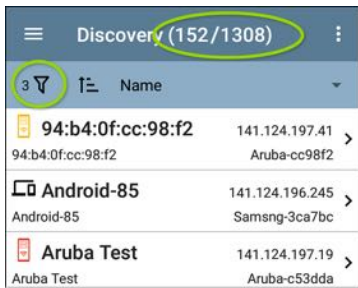 Discovery (152/1308)
3 Name
94:b4:0f:cc:98:f2 141.124.197.41
94:b4:0f:cc:98:f2 Aruba-cc98f2
Android-85 141.124.196.245
Android-85 Samsng-3ca7bc
Aruba Test 141.124.197.19
Aruba Test Aruba-c53dda